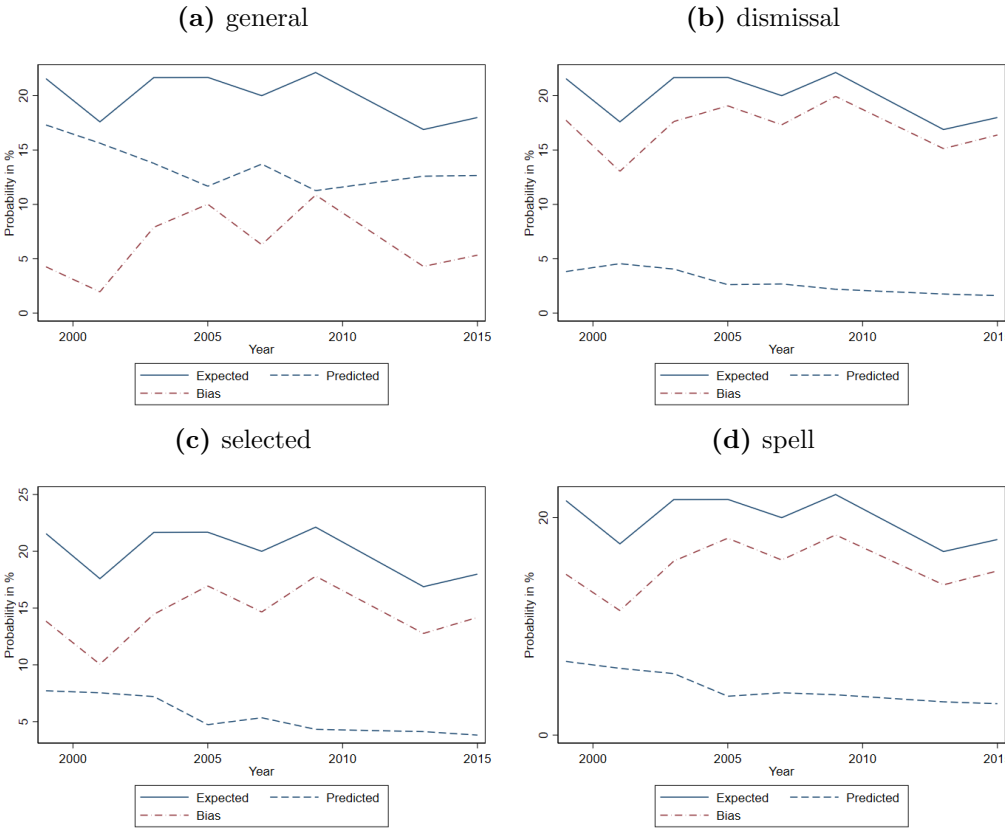 (a) general
(b) dismissal
Probability in %
0 5 10 15 20
2000 2005 2010 2015
Year
Expected Predicted
Bias
Probability in %
0 5 10 15 20
2000 2005 2010 201
Year
Expected Predicted
Bias
(c) selected
(d) spell
Probability in %
5 10 15 20 25
2000 2005 2010 2015
Year
Expected Predicted
Bias
Probability in %
0 20
2000 2005 2010 201
Year
Expected Predicted
Bias